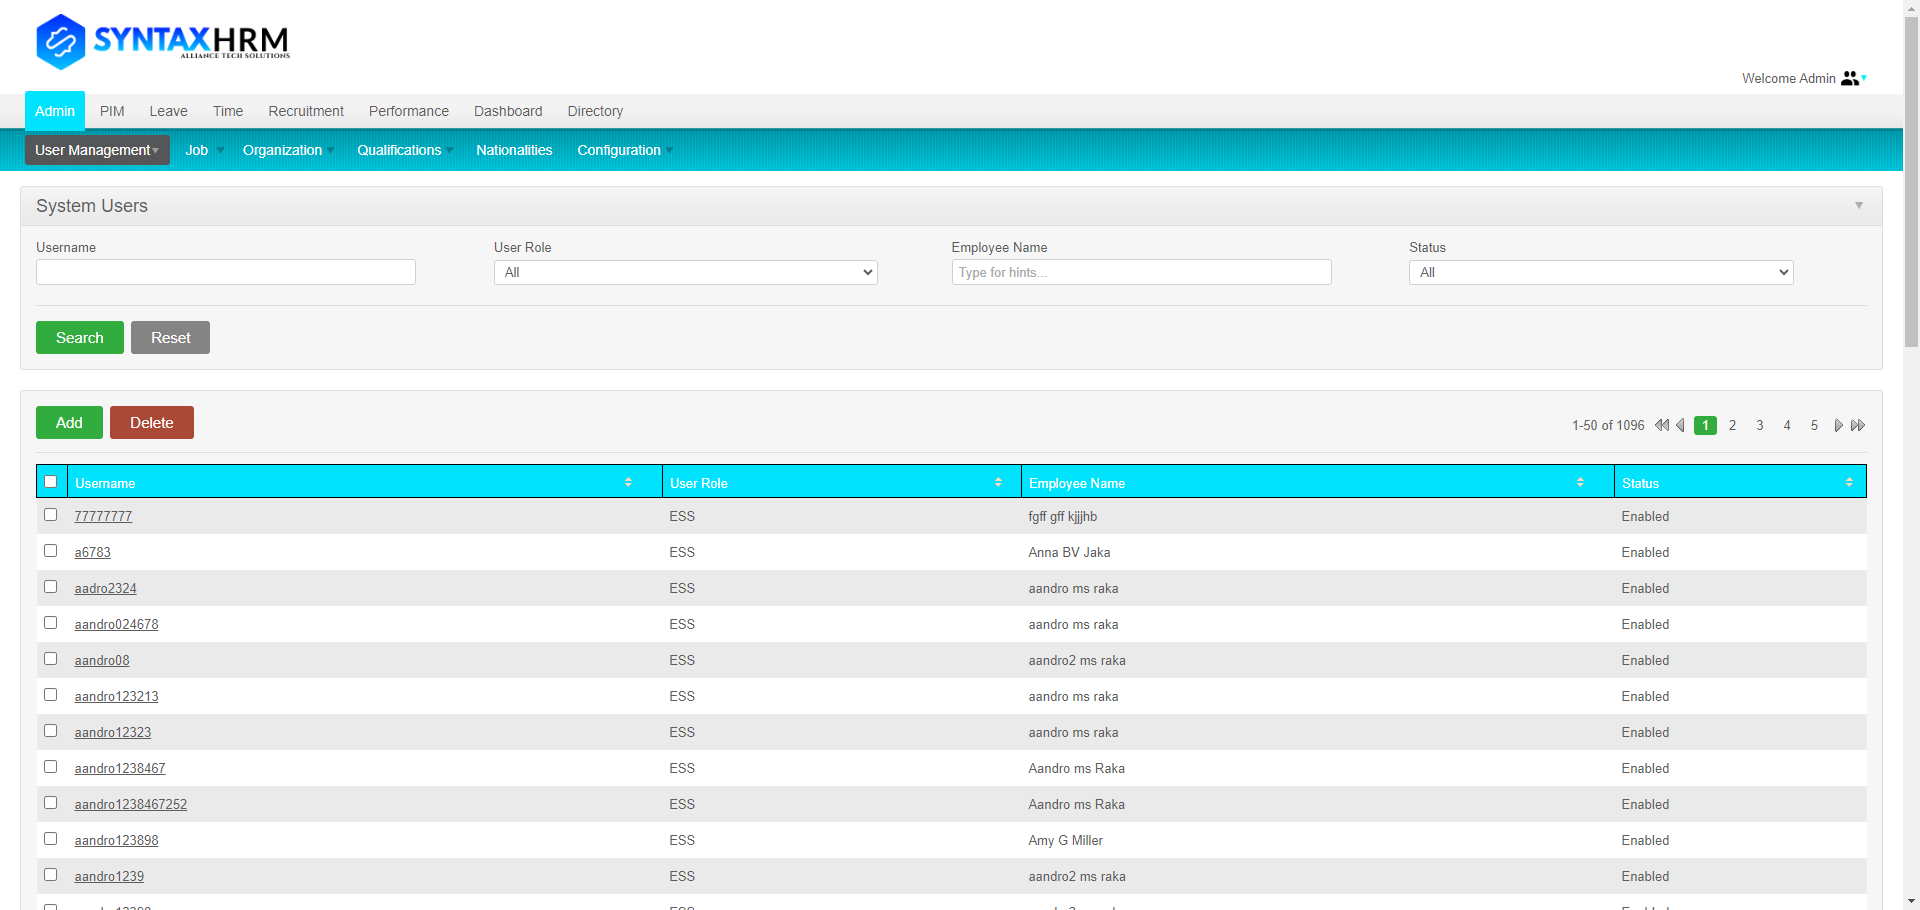 SYNTAXHRM
ALLIANCE TECH SOLUTIONS
Welcome Admin
Admin PIM Leave Time Recruitment Performance Dashboard Directory
User Management Job Organization Qualifications Nationalities Configuration
System Users
Username User Role Employee Name Status
All Type for hints... All
Search Reset
Add Delete 1-50 of 1096 1 2 3 4 5
Username User Role Employee Name Status
77777777 ESS fgff gff kjjjhb Enabled
a6783 ESS Anna BV Jaka Enabled
aadro2324 ESS aandro ms raka Enabled
aandro024678 ESS aandro ms raka Enabled
aandro08 ESS aandro2 ms raka Enabled
aandro123213 ESS aandro ms raka Enabled
aandro12323 ESS aandro ms raka Enabled
aandro1238467 ESS Aandro ms Raka Enabled
aandro1238467252 ESS Aandro ms Raka Enabled
aandro123898 ESS Amy G Miller Enabled
aandro1239 ESS aandro2 ms raka Enabled